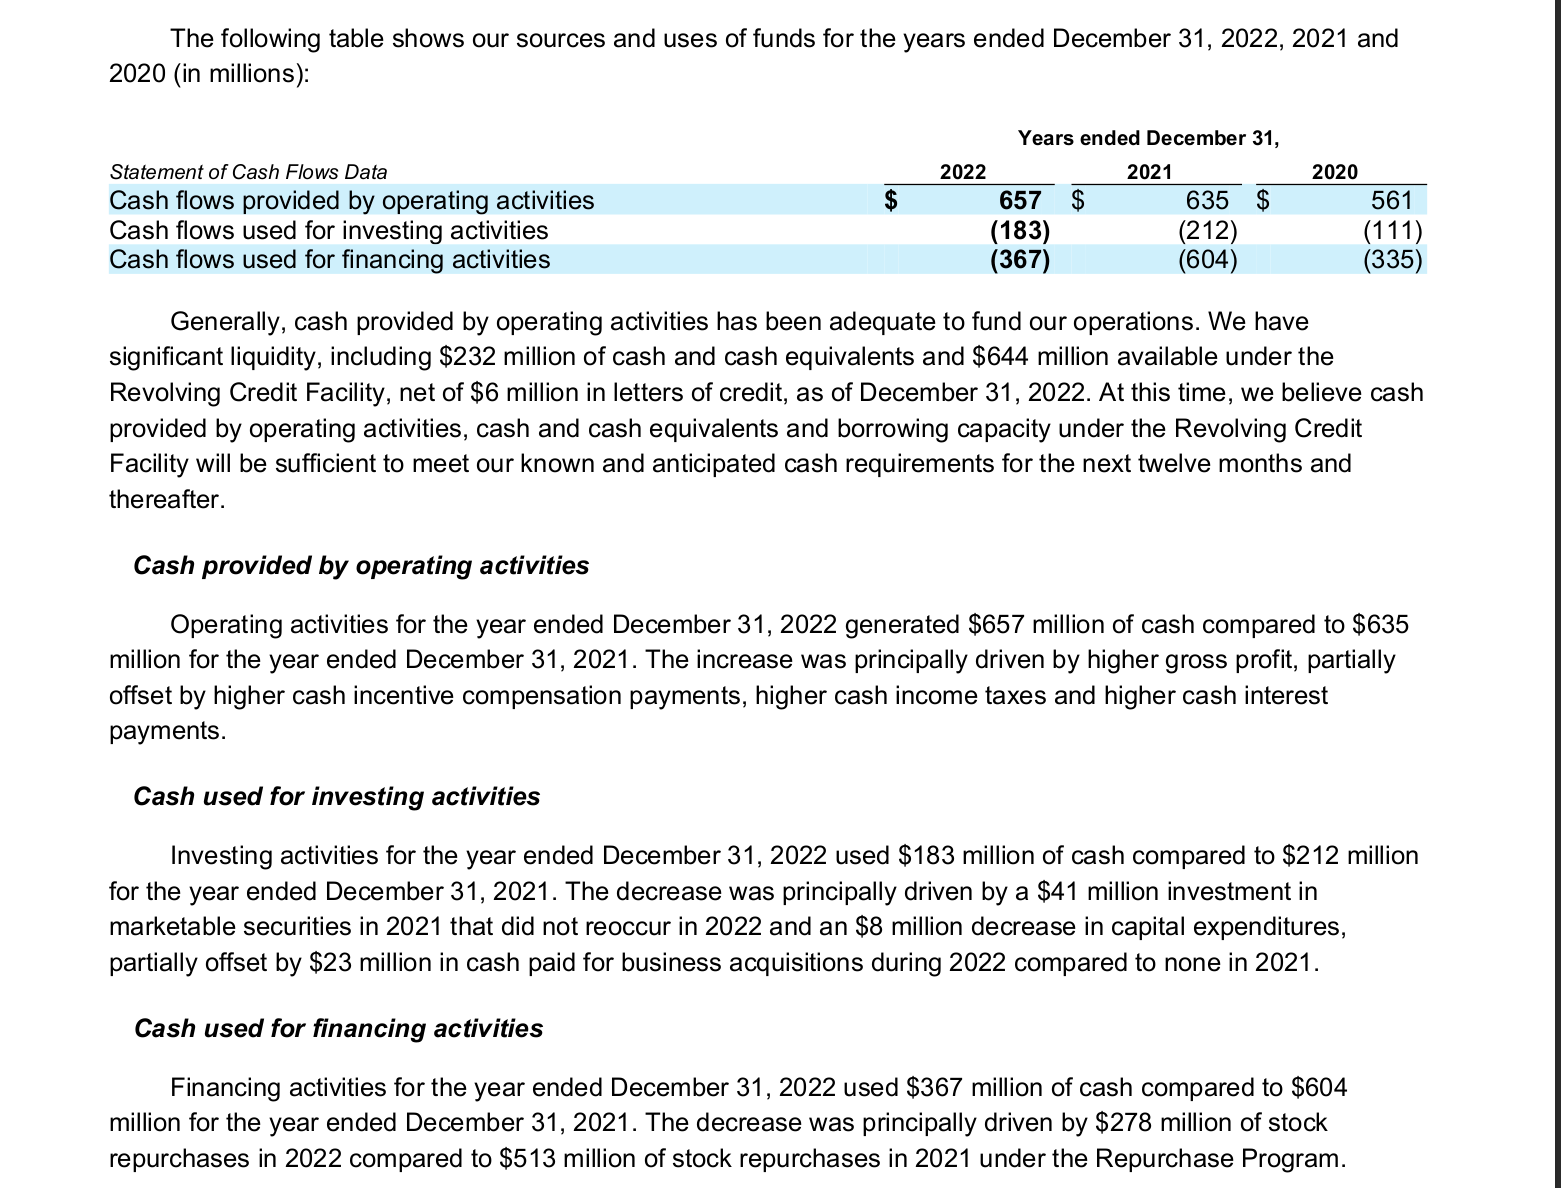 The following table shows our sources and uses of funds for the years ended December 31, 2022, 2021 and
2020 (in millions):
Years ended December 31,
Statement of Cash Flows Data 2022 2021 2020
Cash flows provided by operating activities $ 657 $ 635 $ 561
Cash flows used for investing activities (183) (212) (111)
Cash flows used for financing activities (367) (604) (335)
Generally, cash provided by operating activities has been adequate to fund our operations. We have
significant liquidity, including $232 million of cash and cash equivalents and $644 million available under the
Revolving Credit Facility, net of $6 million in letters of credit, as of December 31, 2022. At this time, we believe cash
provided by operating activities, cash and cash equivalents and borrowing capacity under the Revolving Credit
Facility will be sufficient to meet our known and anticipated cash requirements for the next twelve months and
thereafter.
Cash provided by operating activities
Operating activities for the year ended December 31, 2022 generated $657 million of cash compared to $635
million for the year ended December 31, 2021. The increase was principally driven by higher gross profit, partially
offset by higher cash incentive compensation payments, higher cash income taxes and higher cash interest
payments.
Cash used for investing activities
Investing activities for the year ended December 31, 2022 used $183 million of cash compared to $212 million
for the year ended December 31, 2021. The decrease was principally driven by a $41 million investment in
marketable securities in 2021 that did not reoccur in 2022 and an $8 million decrease in capital expenditures,
partially offset by $23 million in cash paid for business acquisitions during 2022 compared to none in 2021.
Cash used for financing activities
Financing activities for the year ended December 31, 2022 used $367 million of cash compared to $604
million for the year ended December 31, 2021. The decrease was principally driven by $278 million of stock
repurchases in 2022 compared to $513 million of stock repurchases in 2021 under the Repurchase Program.